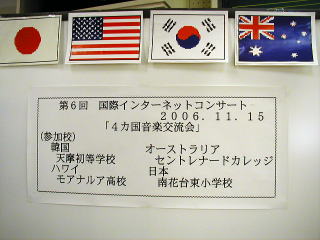 第６回　国際インターネットコンサート
２００６．１１．１５
「４カ国音楽交流会」
(参加校)
韓国　オーストラリア
天摩初等学校　セントレナードカレッジ
ハワイ　日本
モアナルア高校　南花台東小学校